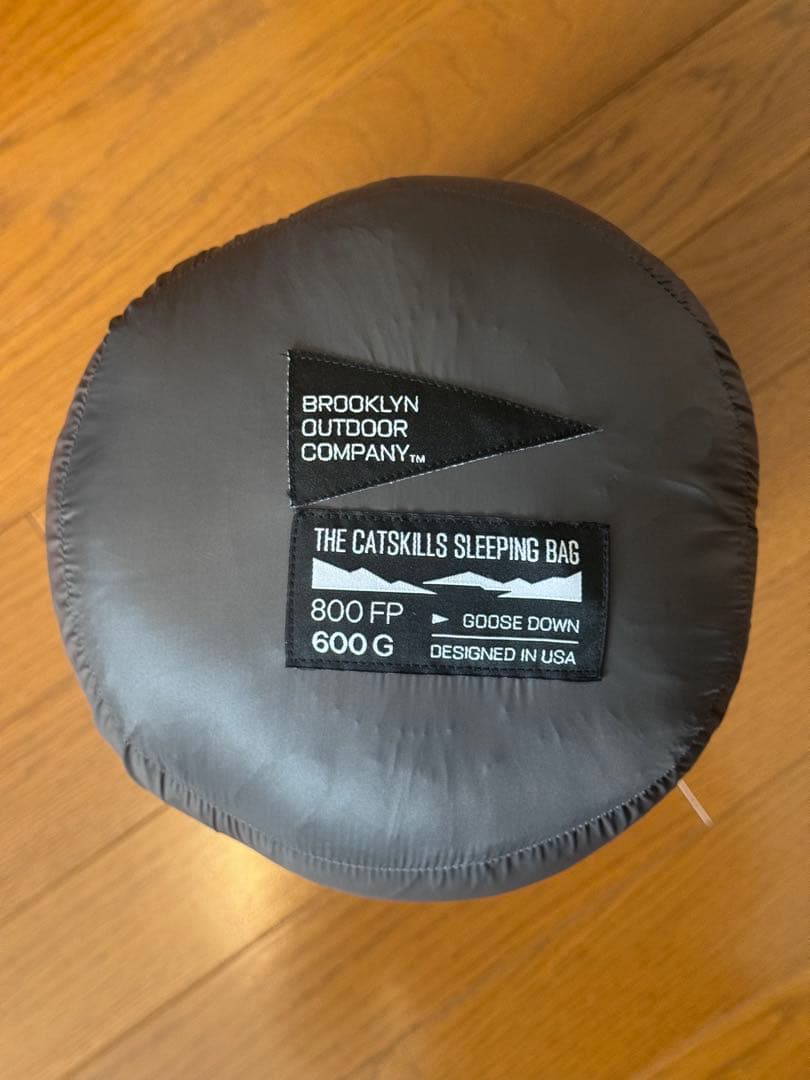 BROOKLYN
OUTDOOR
COMPANY™
THE CATSKILLS SLEEPING BAG
800 FP
600 G
GOOSE DOWN
DESIGNED IN USA